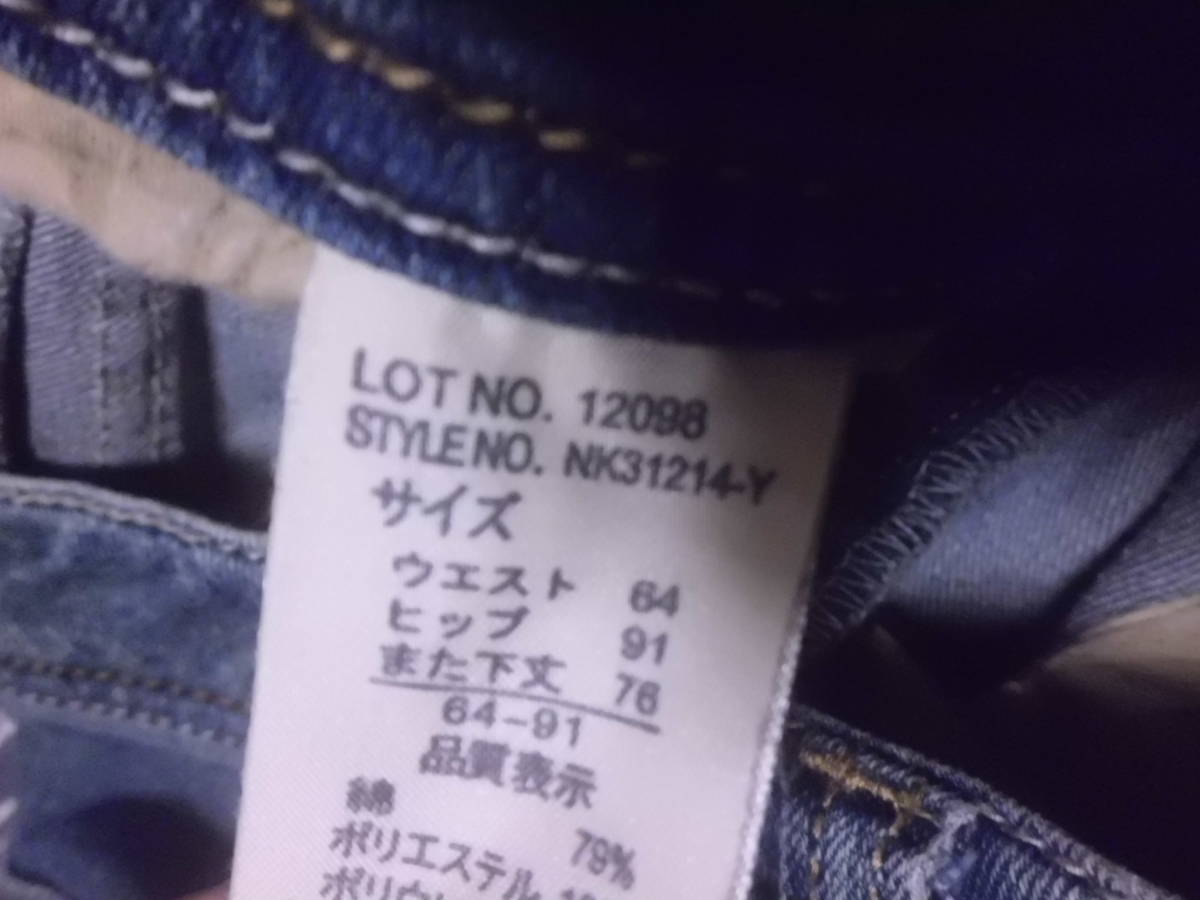 LOT NO. 12098
STYLE NO. NK31214-Y
サイズ
ウエスト 64
ヒップ 91
また下丈 76
64-91
品質表示
綿 79%
ポリエステル